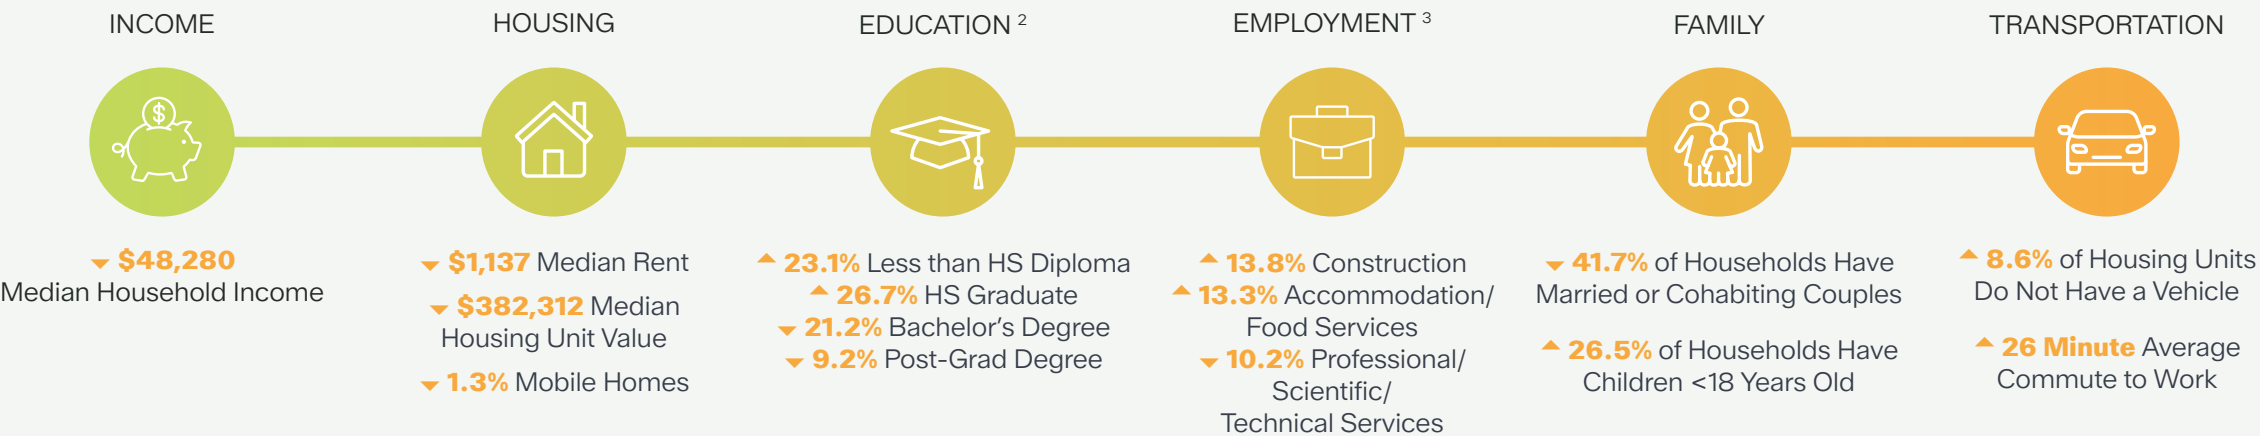 INCOME
$
▼ $48,280
Median Household Income
HOUSING
▼ $1,137 Median Rent
▼ $382,312 Median
Housing Unit Value
▼ 1.3% Mobile Homes
EDUCATION ²
▲ 23.1% Less than HS Diploma
▲ 26.7% HS Graduate
▼ 21.2% Bachelor’s Degree
▼ 9.2% Post-Grad Degree
EMPLOYMENT ³
▲ 13.8% Construction
▲ 13.3% Accommodation/
Food Services
▼ 10.2% Professional/
Scientific/
Technical Services
FAMILY
▼ 41.7% of Households Have
Married or Cohabiting Couples
▲ 26.5% of Households Have
Children <18 Years Old
TRANSPORTATION
▲ 8.6% of Housing Units
Do Not Have a Vehicle
▲ 26 Minute Average
Commute to Work